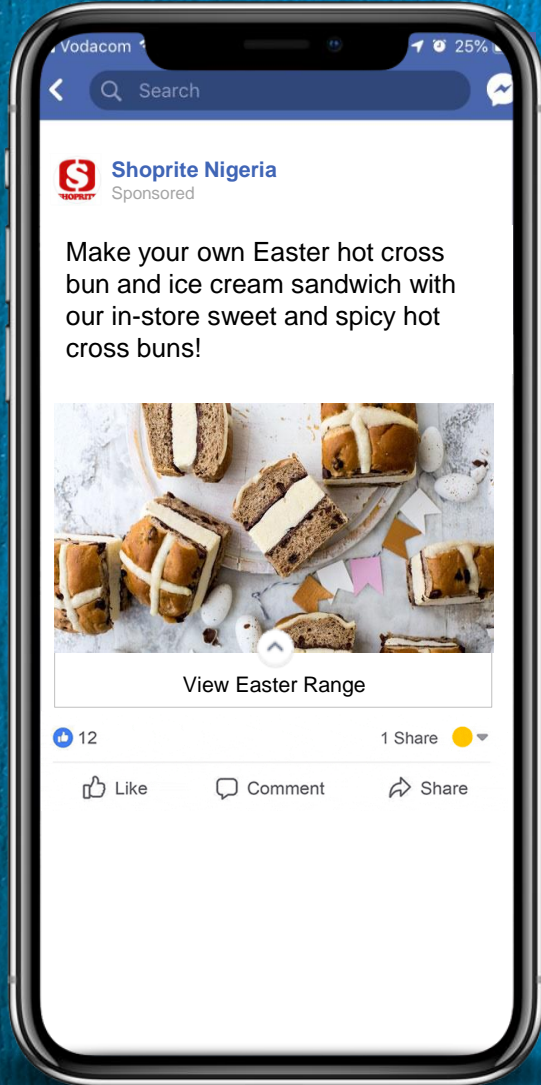 Vodacom
25%
Search
Shoprite Nigeria
SHOPRITE
Sponsored
Make your own Easter hot cross
bun and ice cream sandwich with
our in-store sweet and spicy hot
cross buns!
View Easter Range
12
1 Share
Like
Comment
Share